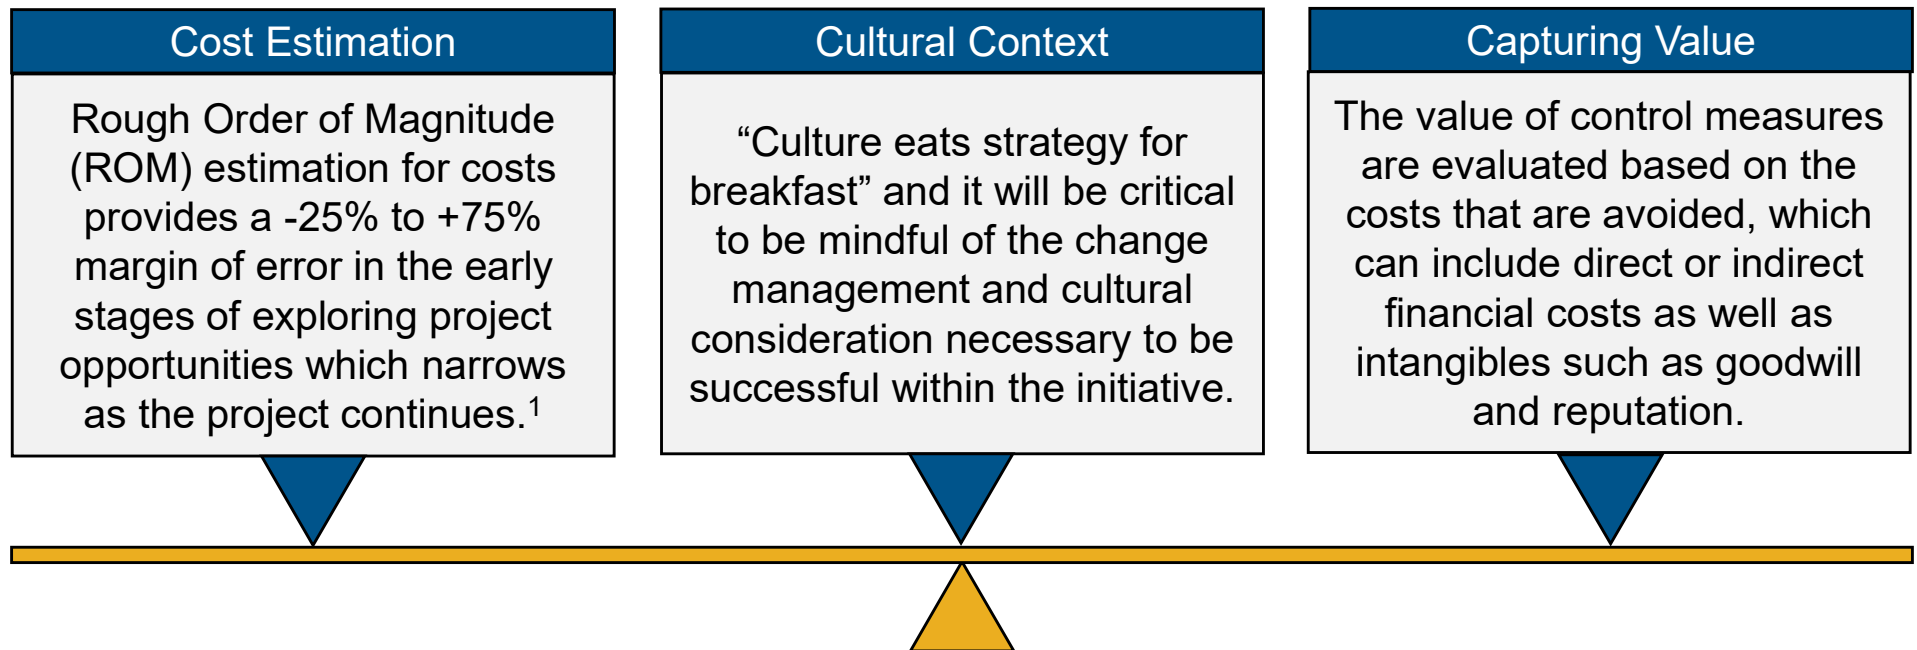 Cost Estimation
Rough Order of Magnitude
(ROM) estimation for costs
provides a -25% to +75%
margin of error in the early
stages of exploring project
opportunities which narrows
as the project continues.¹
Cultural Context
“Culture eats strategy for
breakfast” and it will be critical
to be mindful of the change
management and cultural
consideration necessary to be
successful within the initiative.
Capturing Value
The value of control measures
are evaluated based on the
costs that are avoided, which
can include direct or indirect
financial costs as well as
intangibles such as goodwill
and reputation.